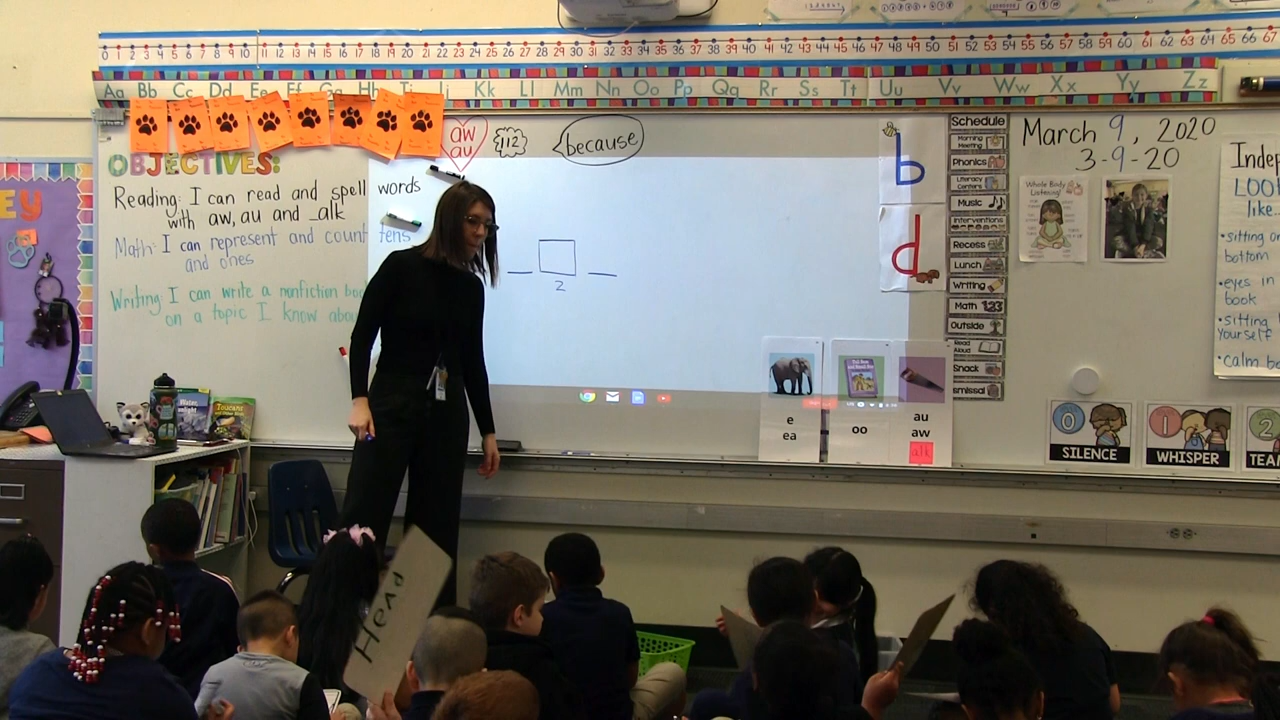 0 1 2 3 4 5 6 7 8 9 10 11 12 13 14 15 16 17 18 19 20 21 22 23 24 25 26 27 28 29 30 31 32 33 34 35 36 37 38 39 40 41 42 43 44 45 46 47 48 49 50 51 52 53 54 55 56 57 58 59 60 61 62 63 64 65 66 67
Aa Bb Cc Dd Ee Ff Gg Hh Ii Jj Kk Ll Mm Nn Oo Pp Qq Rr Ss Tt Uu Vv Ww Xx Yy Zz
OBJECTIVES:
Reading: I can read and spell words
with aw, au and _alk
Math: I can represent and count tens
and ones
Writing: I can write a nonfiction
on a topic I know
aw
au
112
because
2
b
d
Schedule
Morning Meeting
Phonics
Literacy Centers
Music
Interventions
Recess
Lunch
Writing
Math 123
Outside
Read Aloud
Snack
smissal
March 9, 2020
3-9-20
Whole Body
Listening!
LOO
like
•sitting on
bottom
•eyes in
book
•sitting
yourself
•calm
e
ea
oo
au
aw
alk
0
SILENCE
1
WHISPER
2
TEA
EY
Toucans
Head